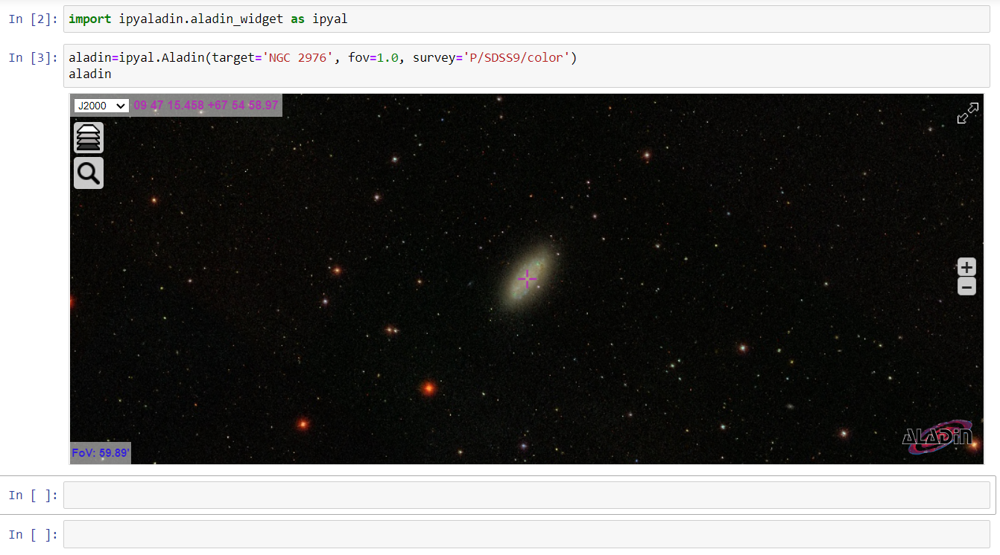 In [2]: import ipyaladin.aladin_widget as ipyal
In [3]: aladin=ipyal.Aladin(target='NGC 2976', fov=1.0, survey='P/SDSS9/color')
aladin
J2000 09 47 15.458 +67 54 58.97
FoV: 59.89'
ALADIN
In [ ]:
In [ ]: